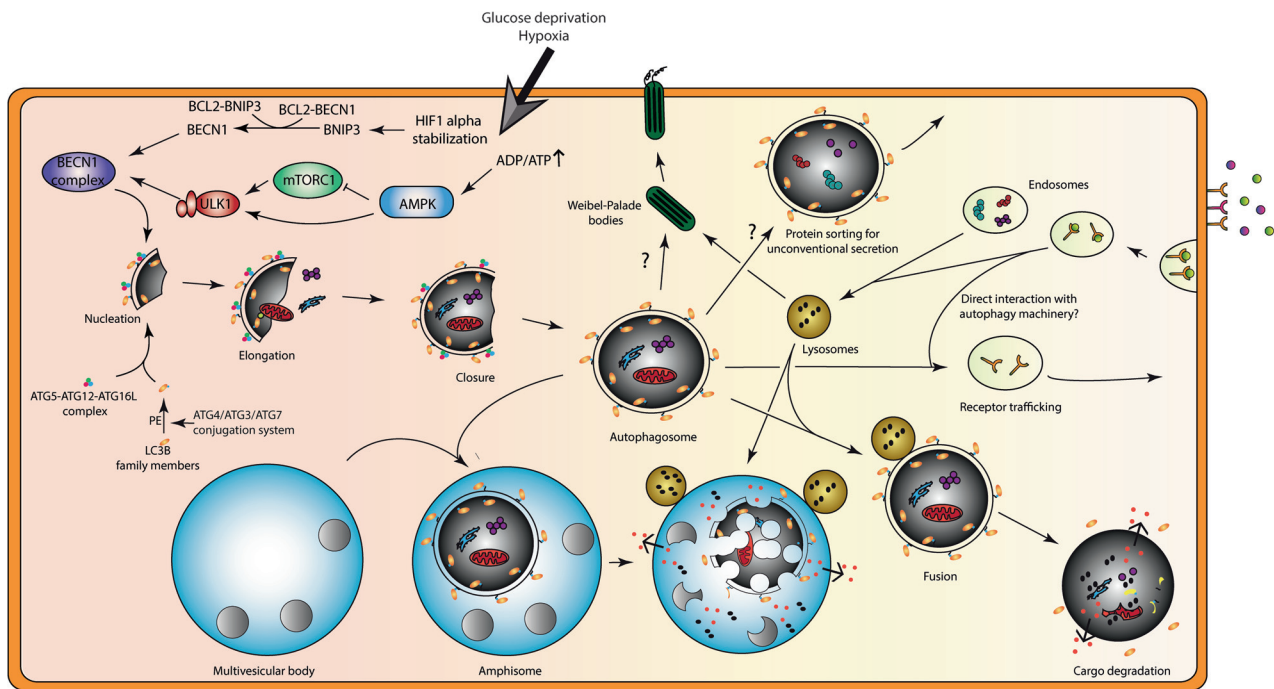 Glucose deprivation
Hypoxia
BCL2-BNIP3
BCL2-BECN1
BECN1
BNIP3
HIF1 alpha
stabilization
ADP/ATP↑
BECN1
complex
mTORC1
ULK1
AMPK
Weibel-Palade
bodies
?
?
Protein sorting for
unconventional secretion
Endosomes
Nucleation
Elongation
Closure
Autophagosome
Lysosomes
Direct interaction with
autophagy machinery?
Receptor trafficking
ATG5-ATG12-ATG16L
complex
PE
ATG4/ATG3/ATG7
conjugation system
LC3B
family members
Fusion
Multivesicular body
Amphisome
Cargo degradation